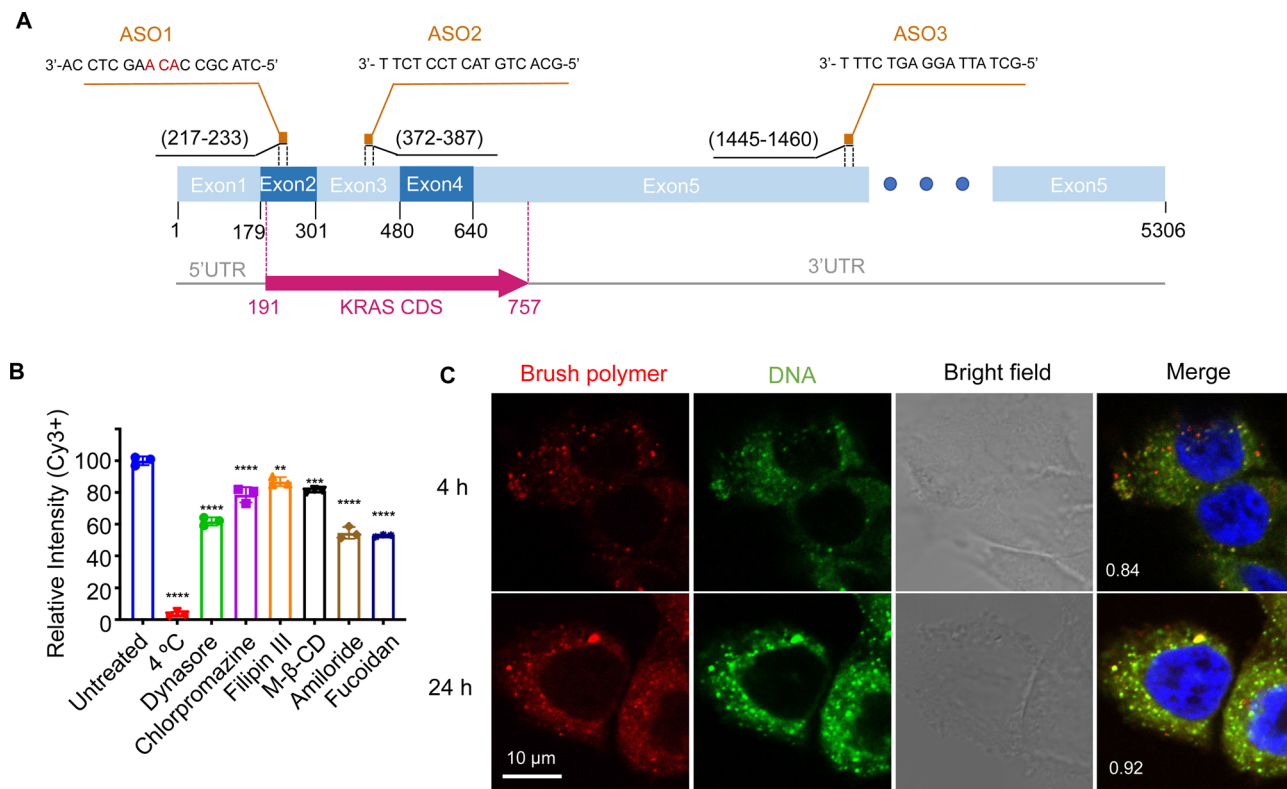 A
ASO1
ASO2
ASO3
3’-AC CTC GAA ACA CCGC ATC-5’
3’- T TCT CCT CAT GTC ACG-5’
3’- T TTC TGA GGA TTA TCG-5’
(217-233)
(372-387)
(1445-1460)
Exon1
Exon2
Exon3
Exon4
Exon5
Exon5
1
179
301
480
640
5306
5’UTR
3’UTR
191
KRAS CDS
757
B
Relative Intensity (Cy3+)
100
80
60
40
20
0
****
****
****
**
***
****
****
Untreated
4 ºC
Dynasore
Chlorpromazine
Filipin III
M-β-CD
Amiloride
Fucoidan
C
Brush polymer
DNA
Bright field
Merge
4 h
0.84
24 h
10 µm
0.92